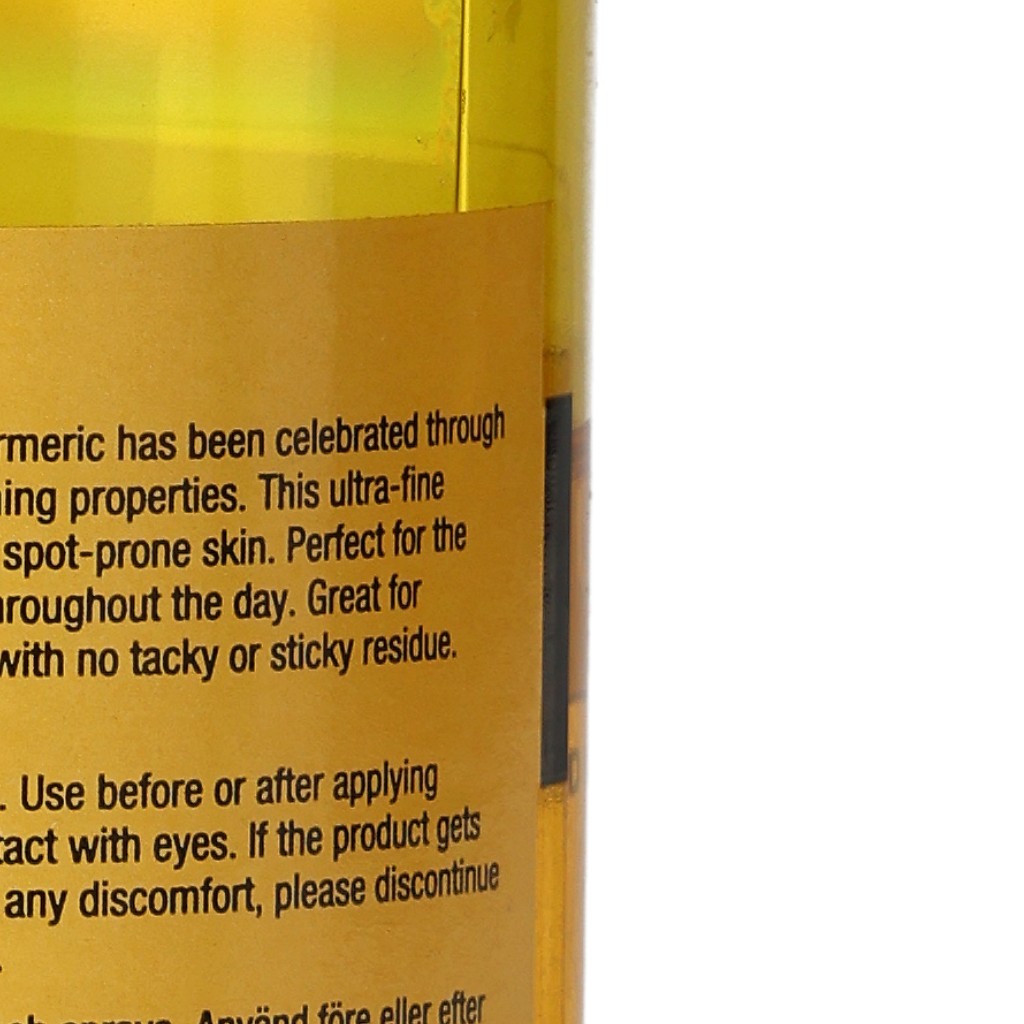 rmeric has been celebrated through
ing properties. This ultra-fine
spot-prone skin. Perfect for the
hroughout the day. Great for
with no tacky or sticky residue.
. Use before or after applying
tact with eyes. If the product gets
any discomfort, please discontinue
.
sprays. Använd före eller efter